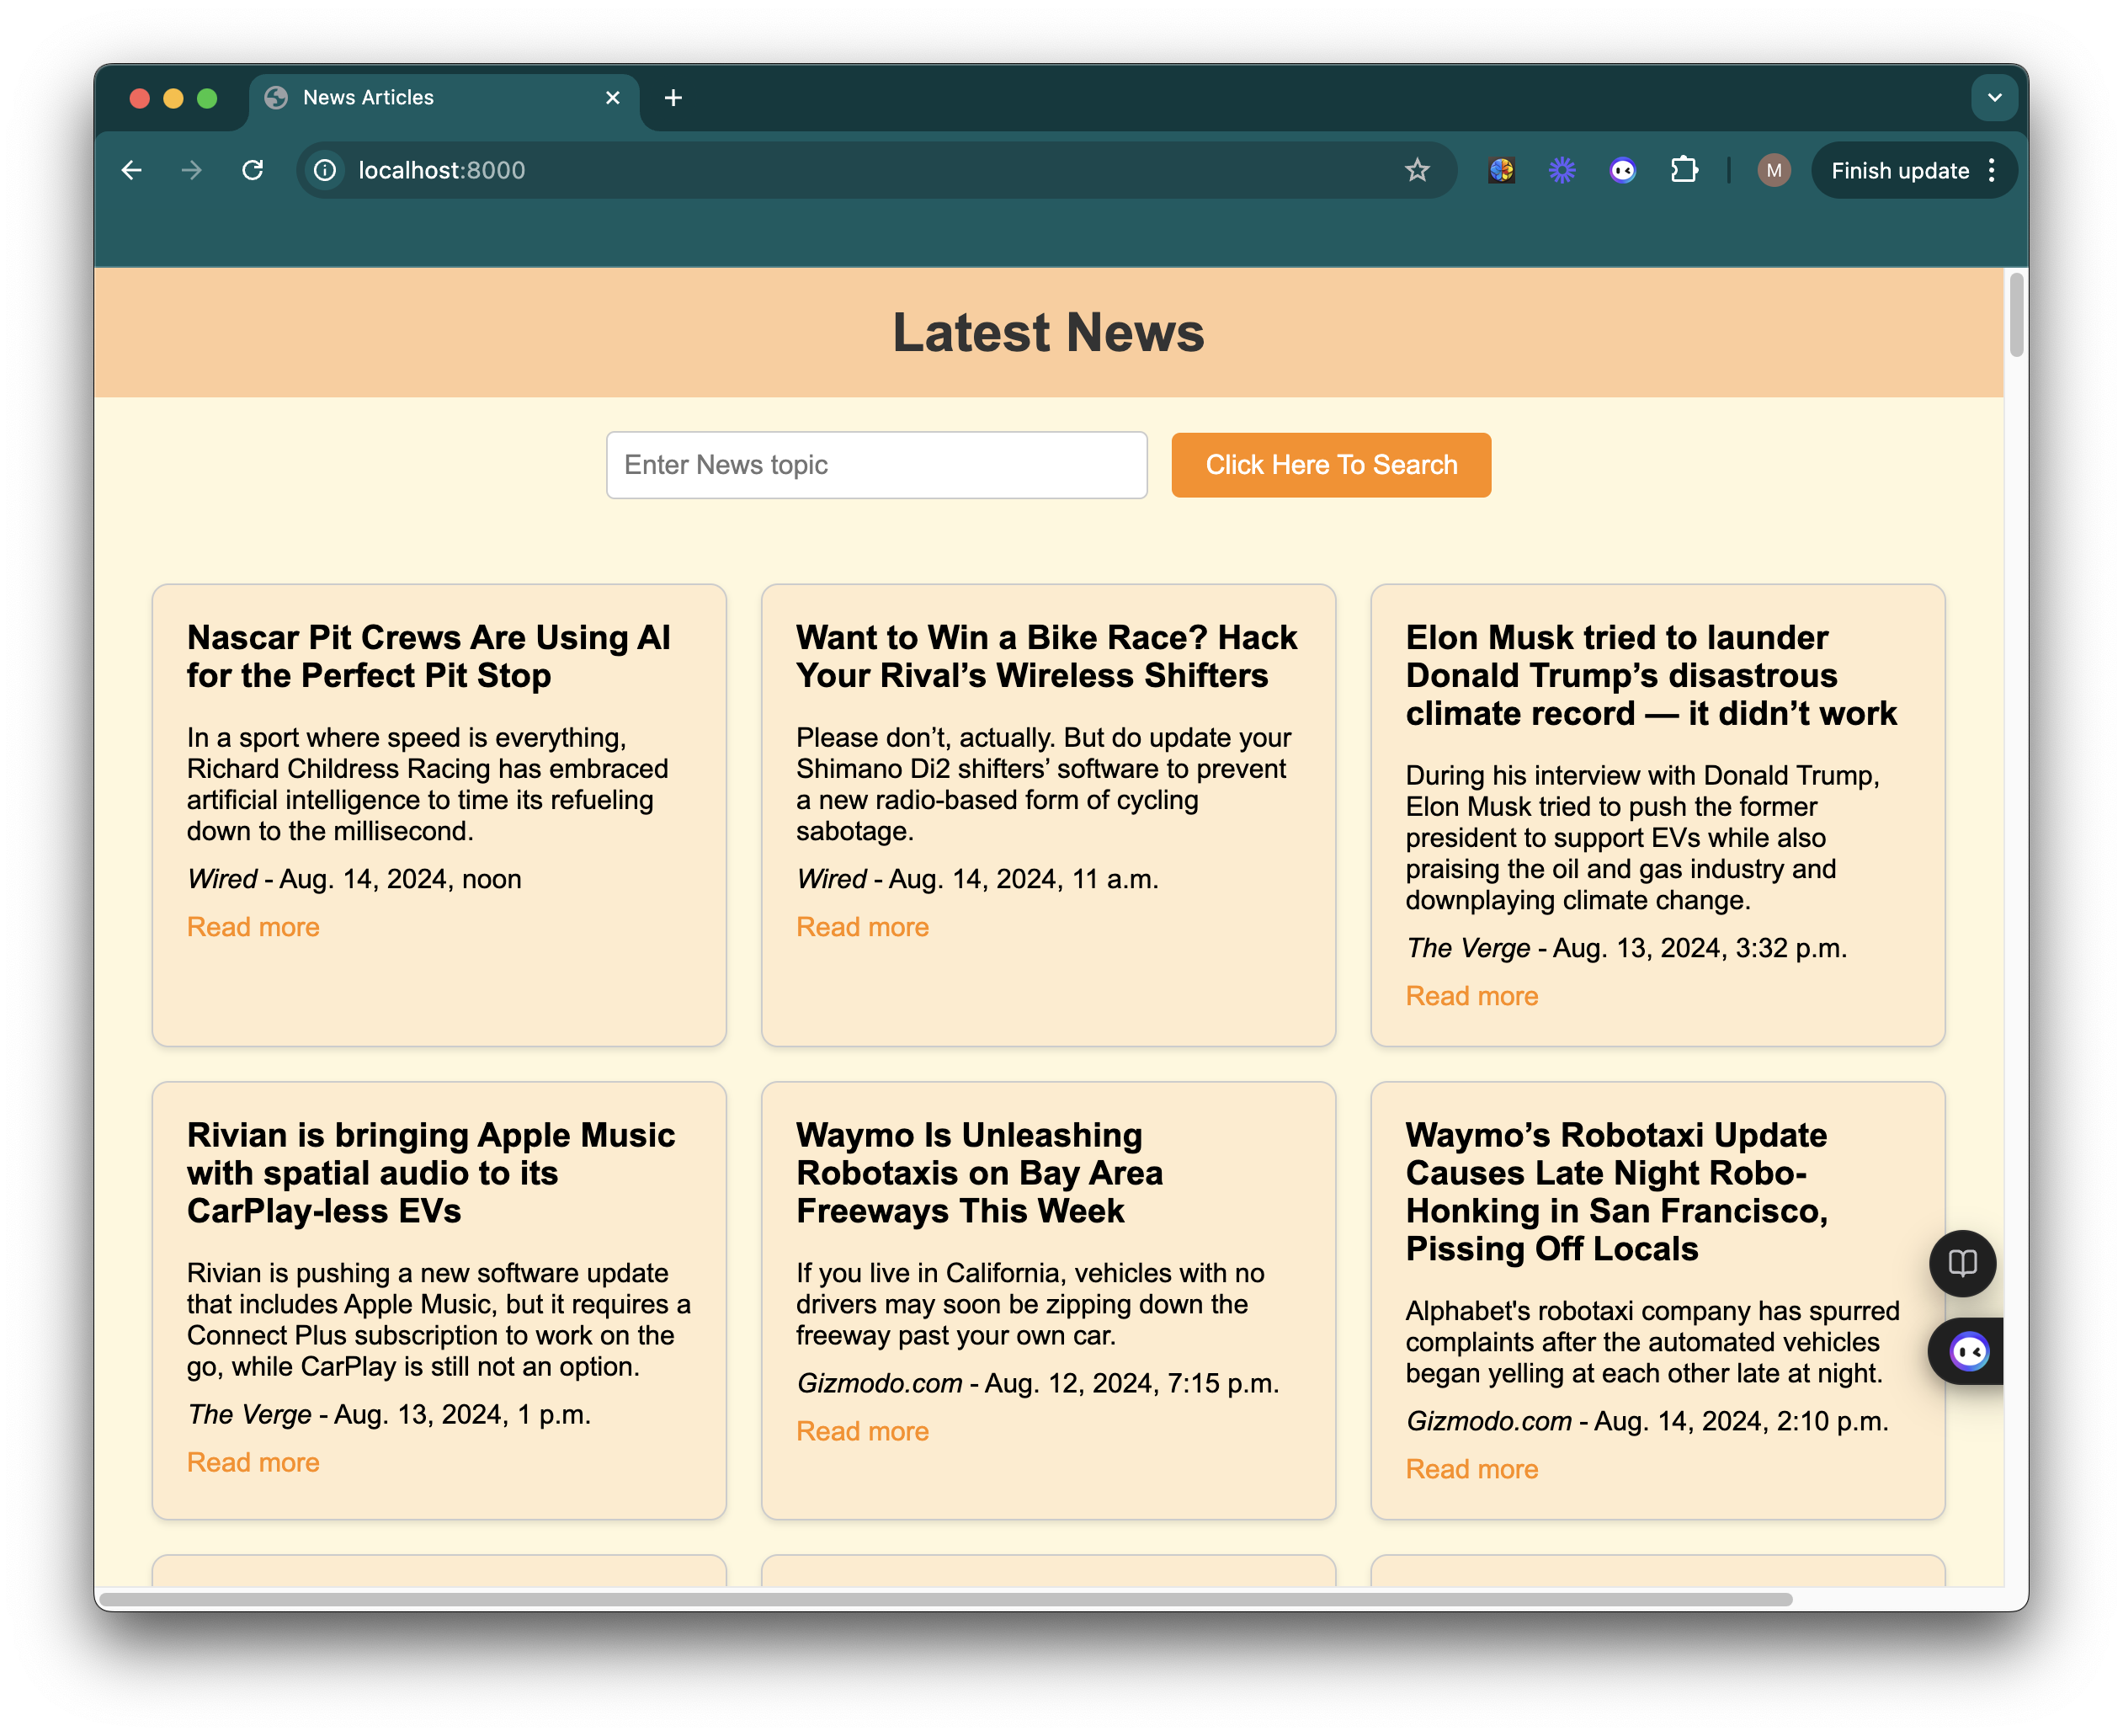 News Articles
localhost:8000
M
Finish update
Latest News
Enter News topic
Click Here To Search
Nascar Pit Crews Are Using AI
for the Perfect Pit Stop
In a sport where speed is everything,
Richard Childress Racing has embraced
artificial intelligence to time its refueling
down to the millisecond.
Wired - Aug. 14, 2024, noon
Read more
Want to Win a Bike Race? Hack
Your Rival’s Wireless Shifters
Please don’t, actually. But do update your
Shimano Di2 shifters’ software to prevent
a new radio-based form of cycling
sabotage.
Wired - Aug. 14, 2024, 11 a.m.
Read more
Elon Musk tried to launder
Donald Trump’s disastrous
climate record — it didn’t work
During his interview with Donald Trump,
Elon Musk tried to push the former
president to support EVs while also
praising the oil and gas industry and
downplaying climate change.
The Verge - Aug. 13, 2024, 3:32 p.m.
Read more
Rivian is bringing Apple Music
with spatial audio to its
CarPlay-less EVs
Rivian is pushing a new software update
that includes Apple Music, but it requires a
Connect Plus subscription to work on the
go, while CarPlay is still not an option.
The Verge - Aug. 13, 2024, 1 p.m.
Read more
Waymo Is Unleashing
Robotaxis on Bay Area
Freeways This Week
If you live in California, vehicles with no
drivers may soon be zipping down the
freeway past your own car.
Gizmodo.com - Aug. 12, 2024, 7:15 p.m.
Read more
Waymo’s Robotaxi Update
Causes Late Night Robo-
Honking in San Francisco,
Pissing Off Locals
Alphabet's robotaxi company has spurred
complaints after the automated vehicles
began yelling at each other late at night.
Gizmodo.com - Aug. 14, 2024, 2:10 p.m.
Read more